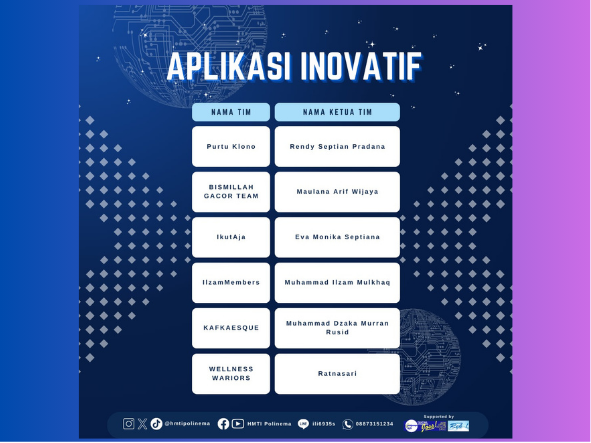 APLIKASI INOVATIF
NAMA TIM
NAMA KETUA TIM
Purtu Klono
Rendy Septian Pradana
BISMILLAH
GACOR TEAM
Maulana Arif Wijaya
IkutAja
Eva Monika Septiana
IlzamMembers
Muhammad Ilzam Mulkhaq
KAFKAESQUE
Muhammad Dzaka Murran
Rusid
WELLNESS
WARIORS
Ratnasari
@hmtipolinema
HMTI Polinema
ili6935s
08873151234
Supported by